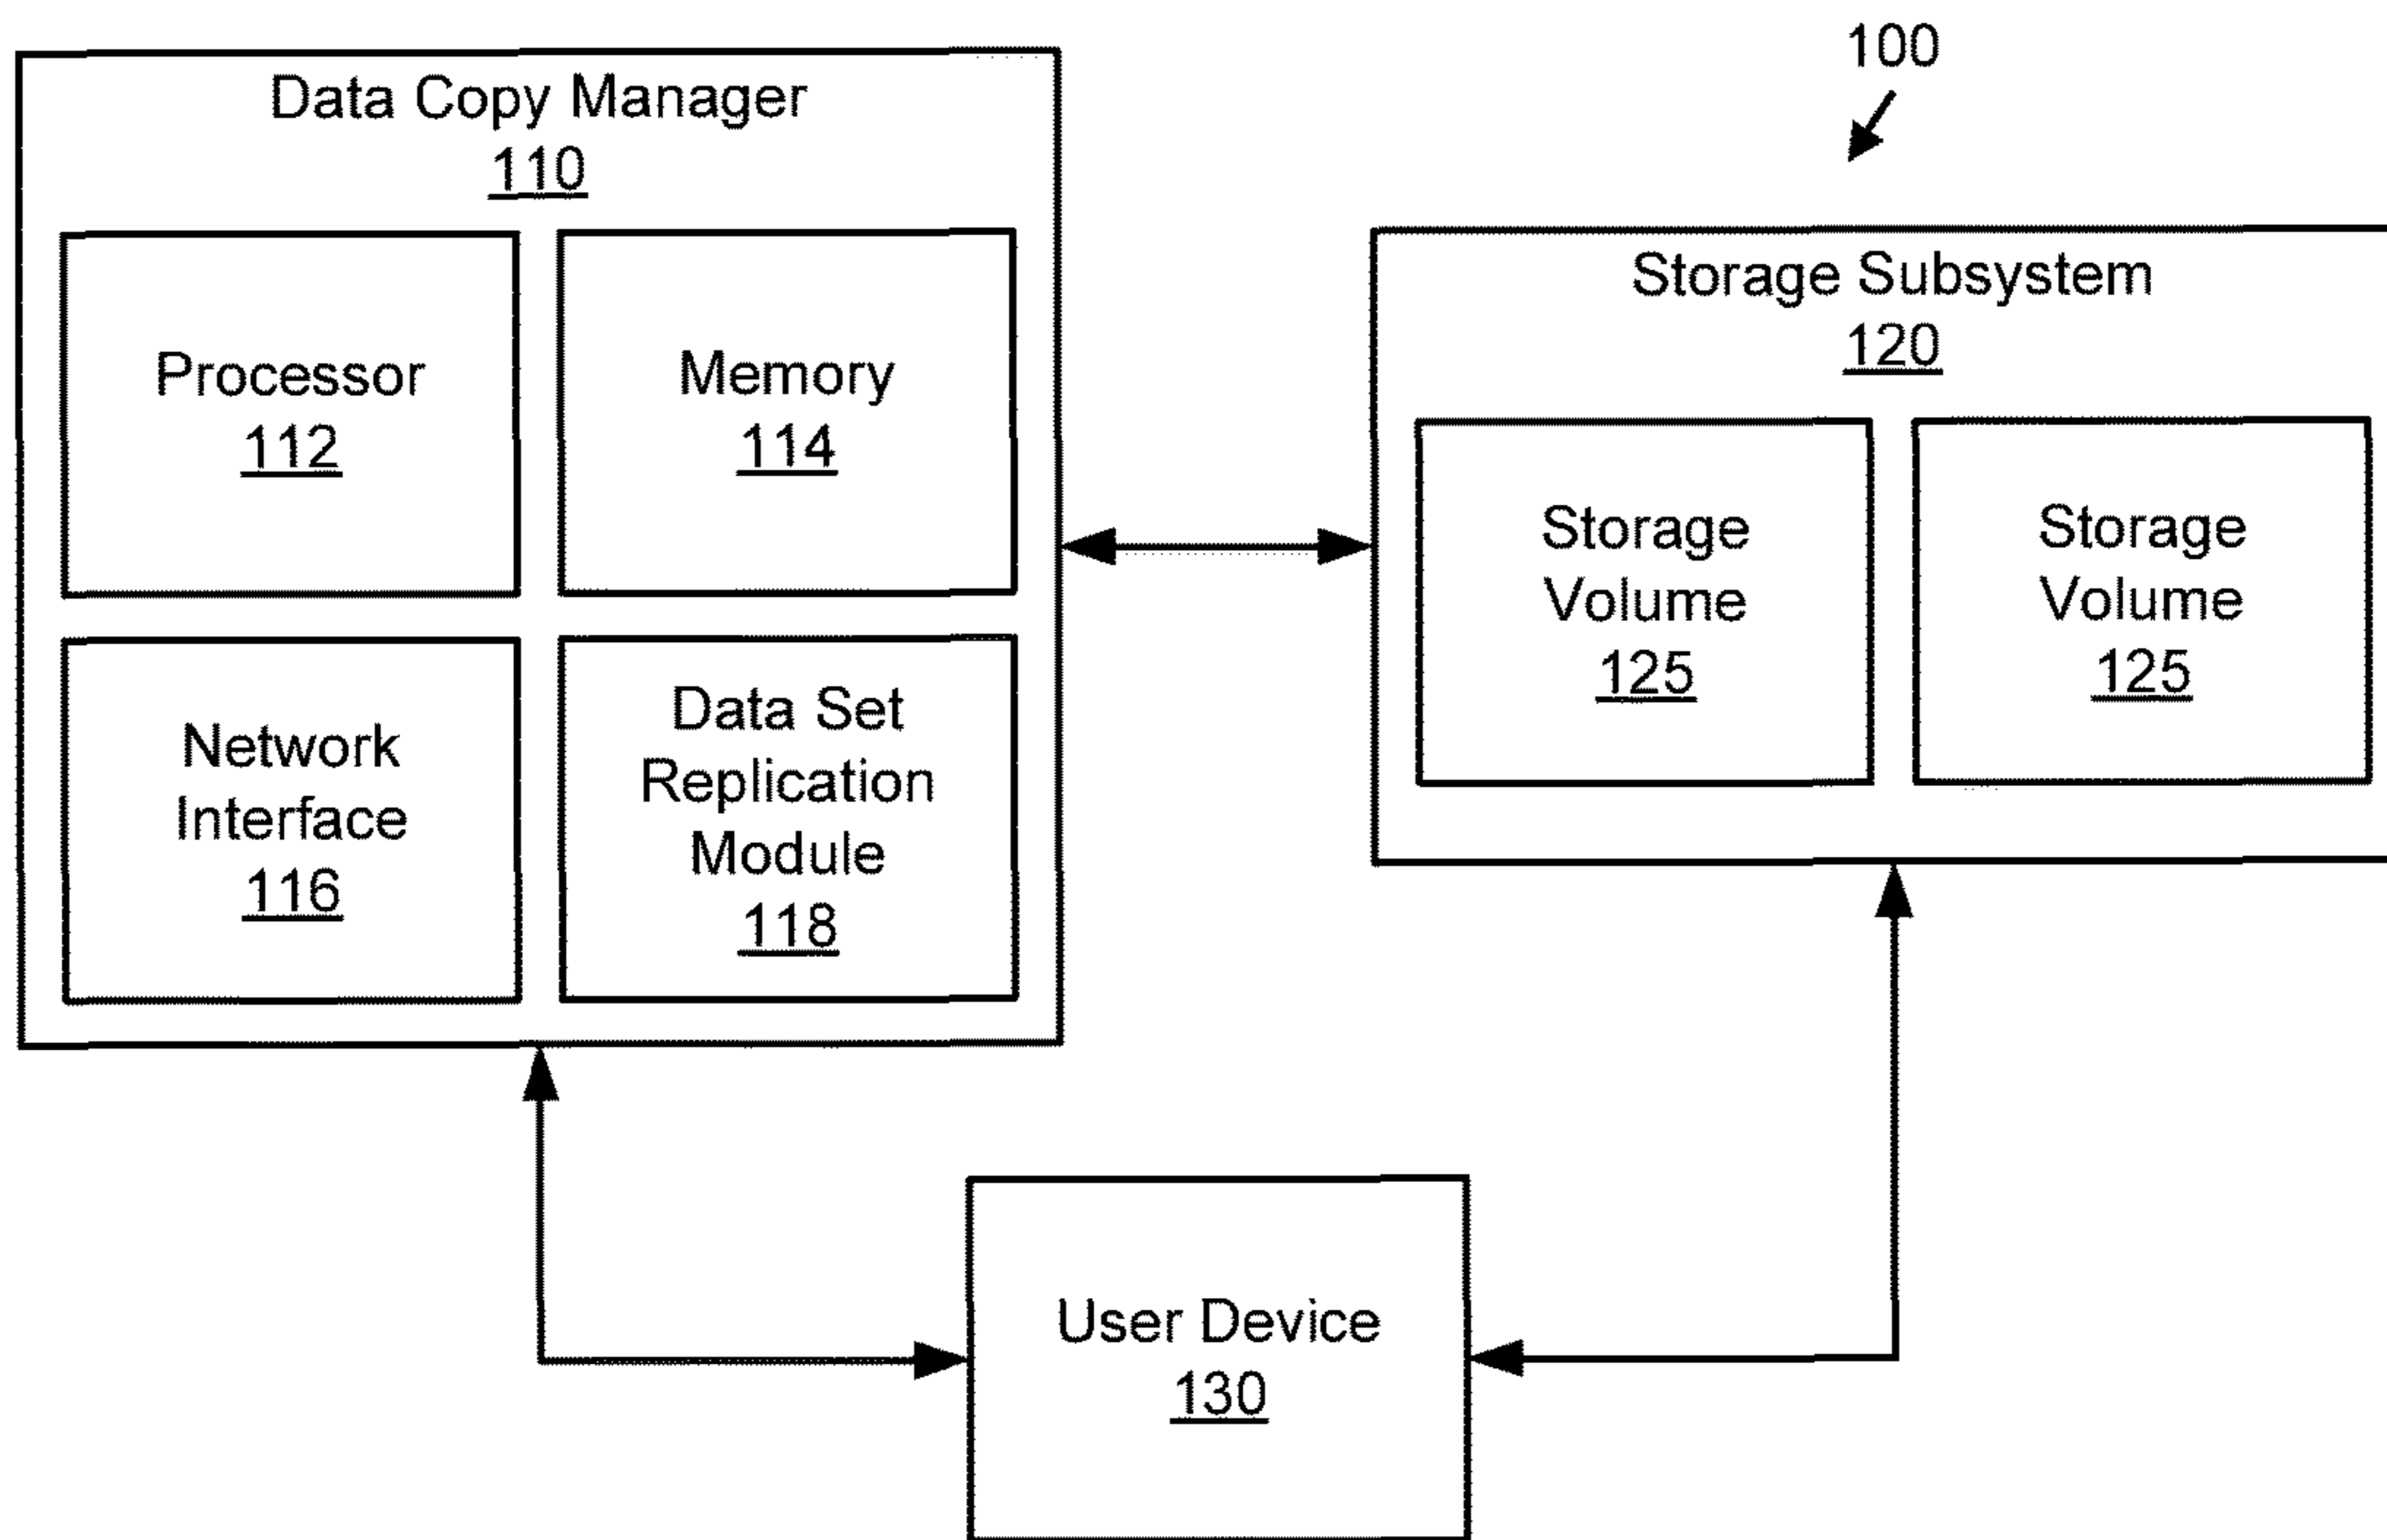 100
Data Copy Manager
110
Processor
112
Memory
114
Network
Interface
116
Data Set
Replication
Module
118
Storage Subsystem
120
Storage
Volume
125
Storage
Volume
125
User Device
130